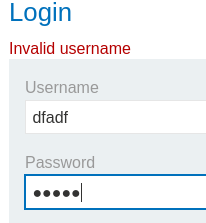 Login
Invalid username
Username
dfadf
Password
●●●●●